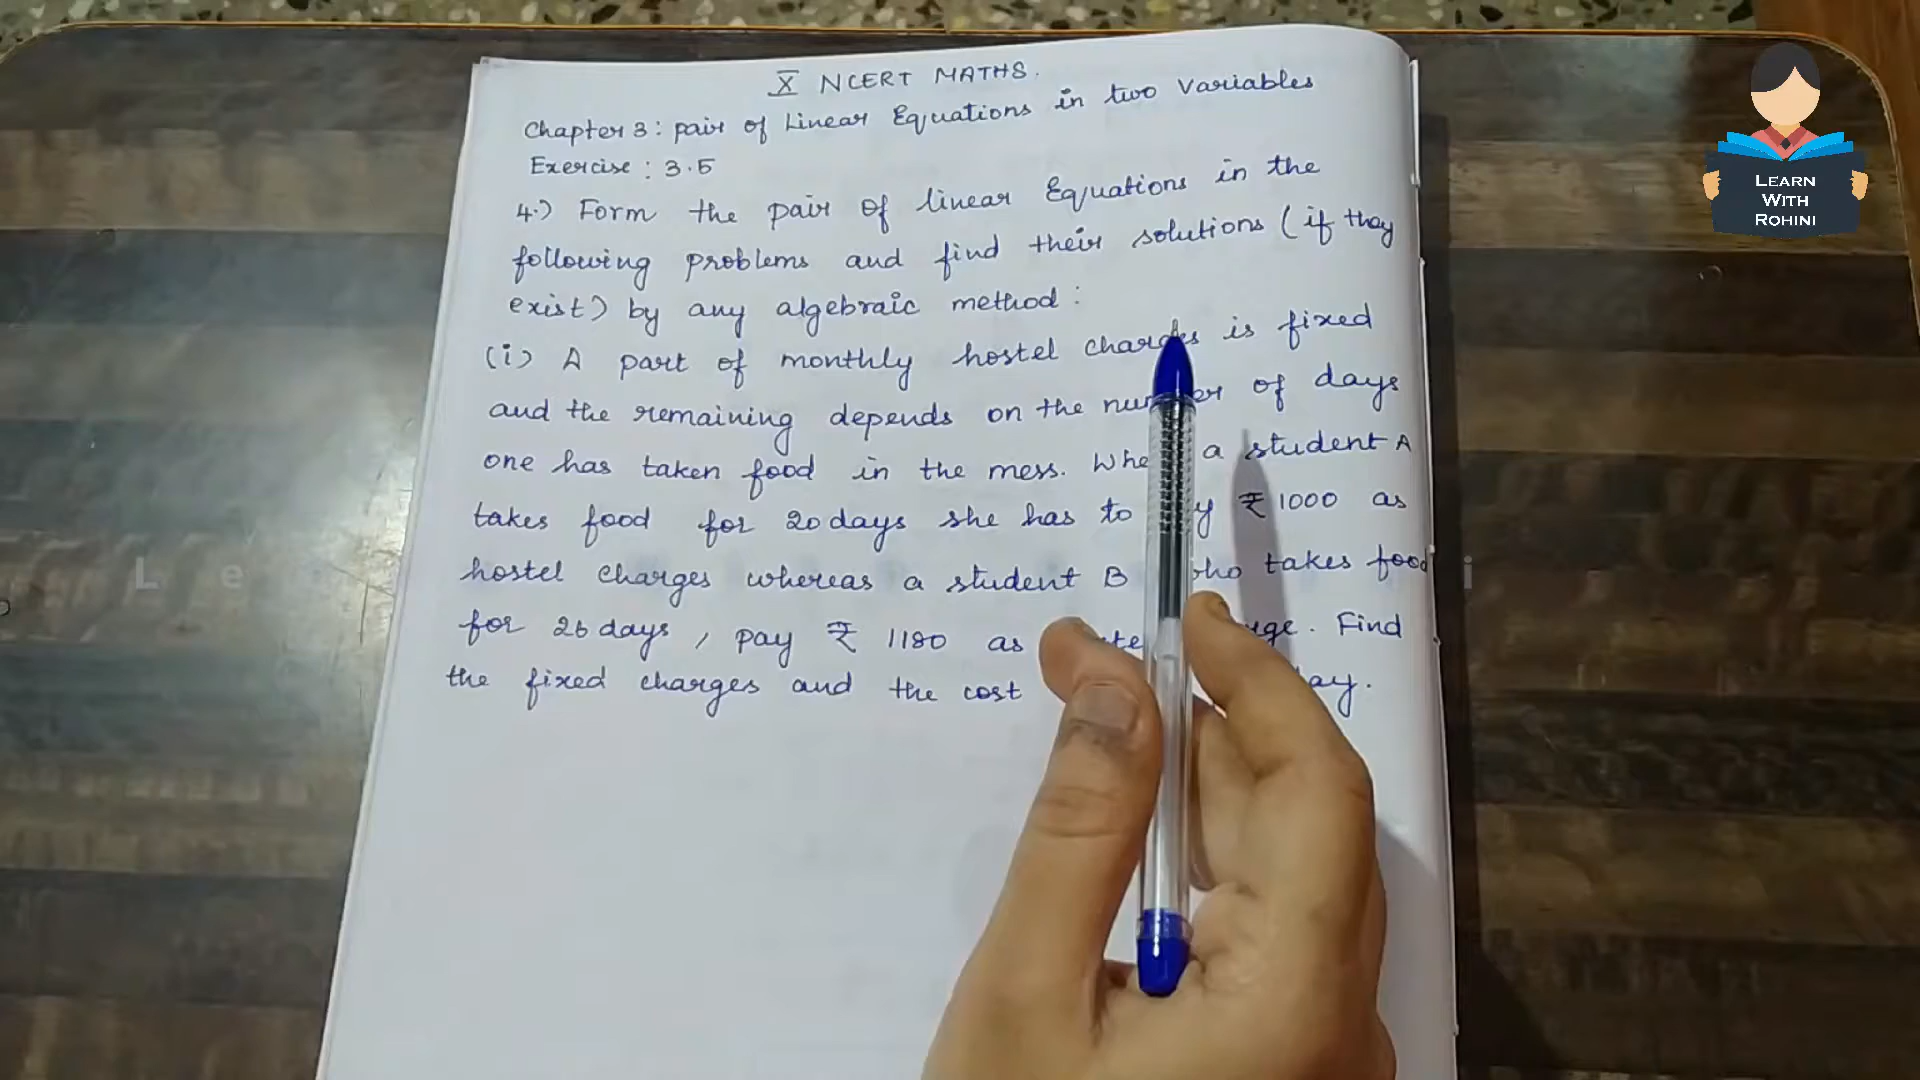 X NCERT MATHS.
Chapter 3: pair of Linear Equations in two variables
Exercise : 3.5
4.) Form the pair of linear Equations in the
following problems and find their solutions (if they
exist) by any algebraic method :
(i) A part of monthly hostel charges is fixed
and the remaining depends on the number of days
one has taken food in the mess. When a student A
takes food for 20 days she has to ₹ 1000 as
hostel charges whereas a student B who takes food
for 26 days, pay ₹ 1180 as Find
the fixed charges and the cost
LEARN
WITH
ROHINI
L e i